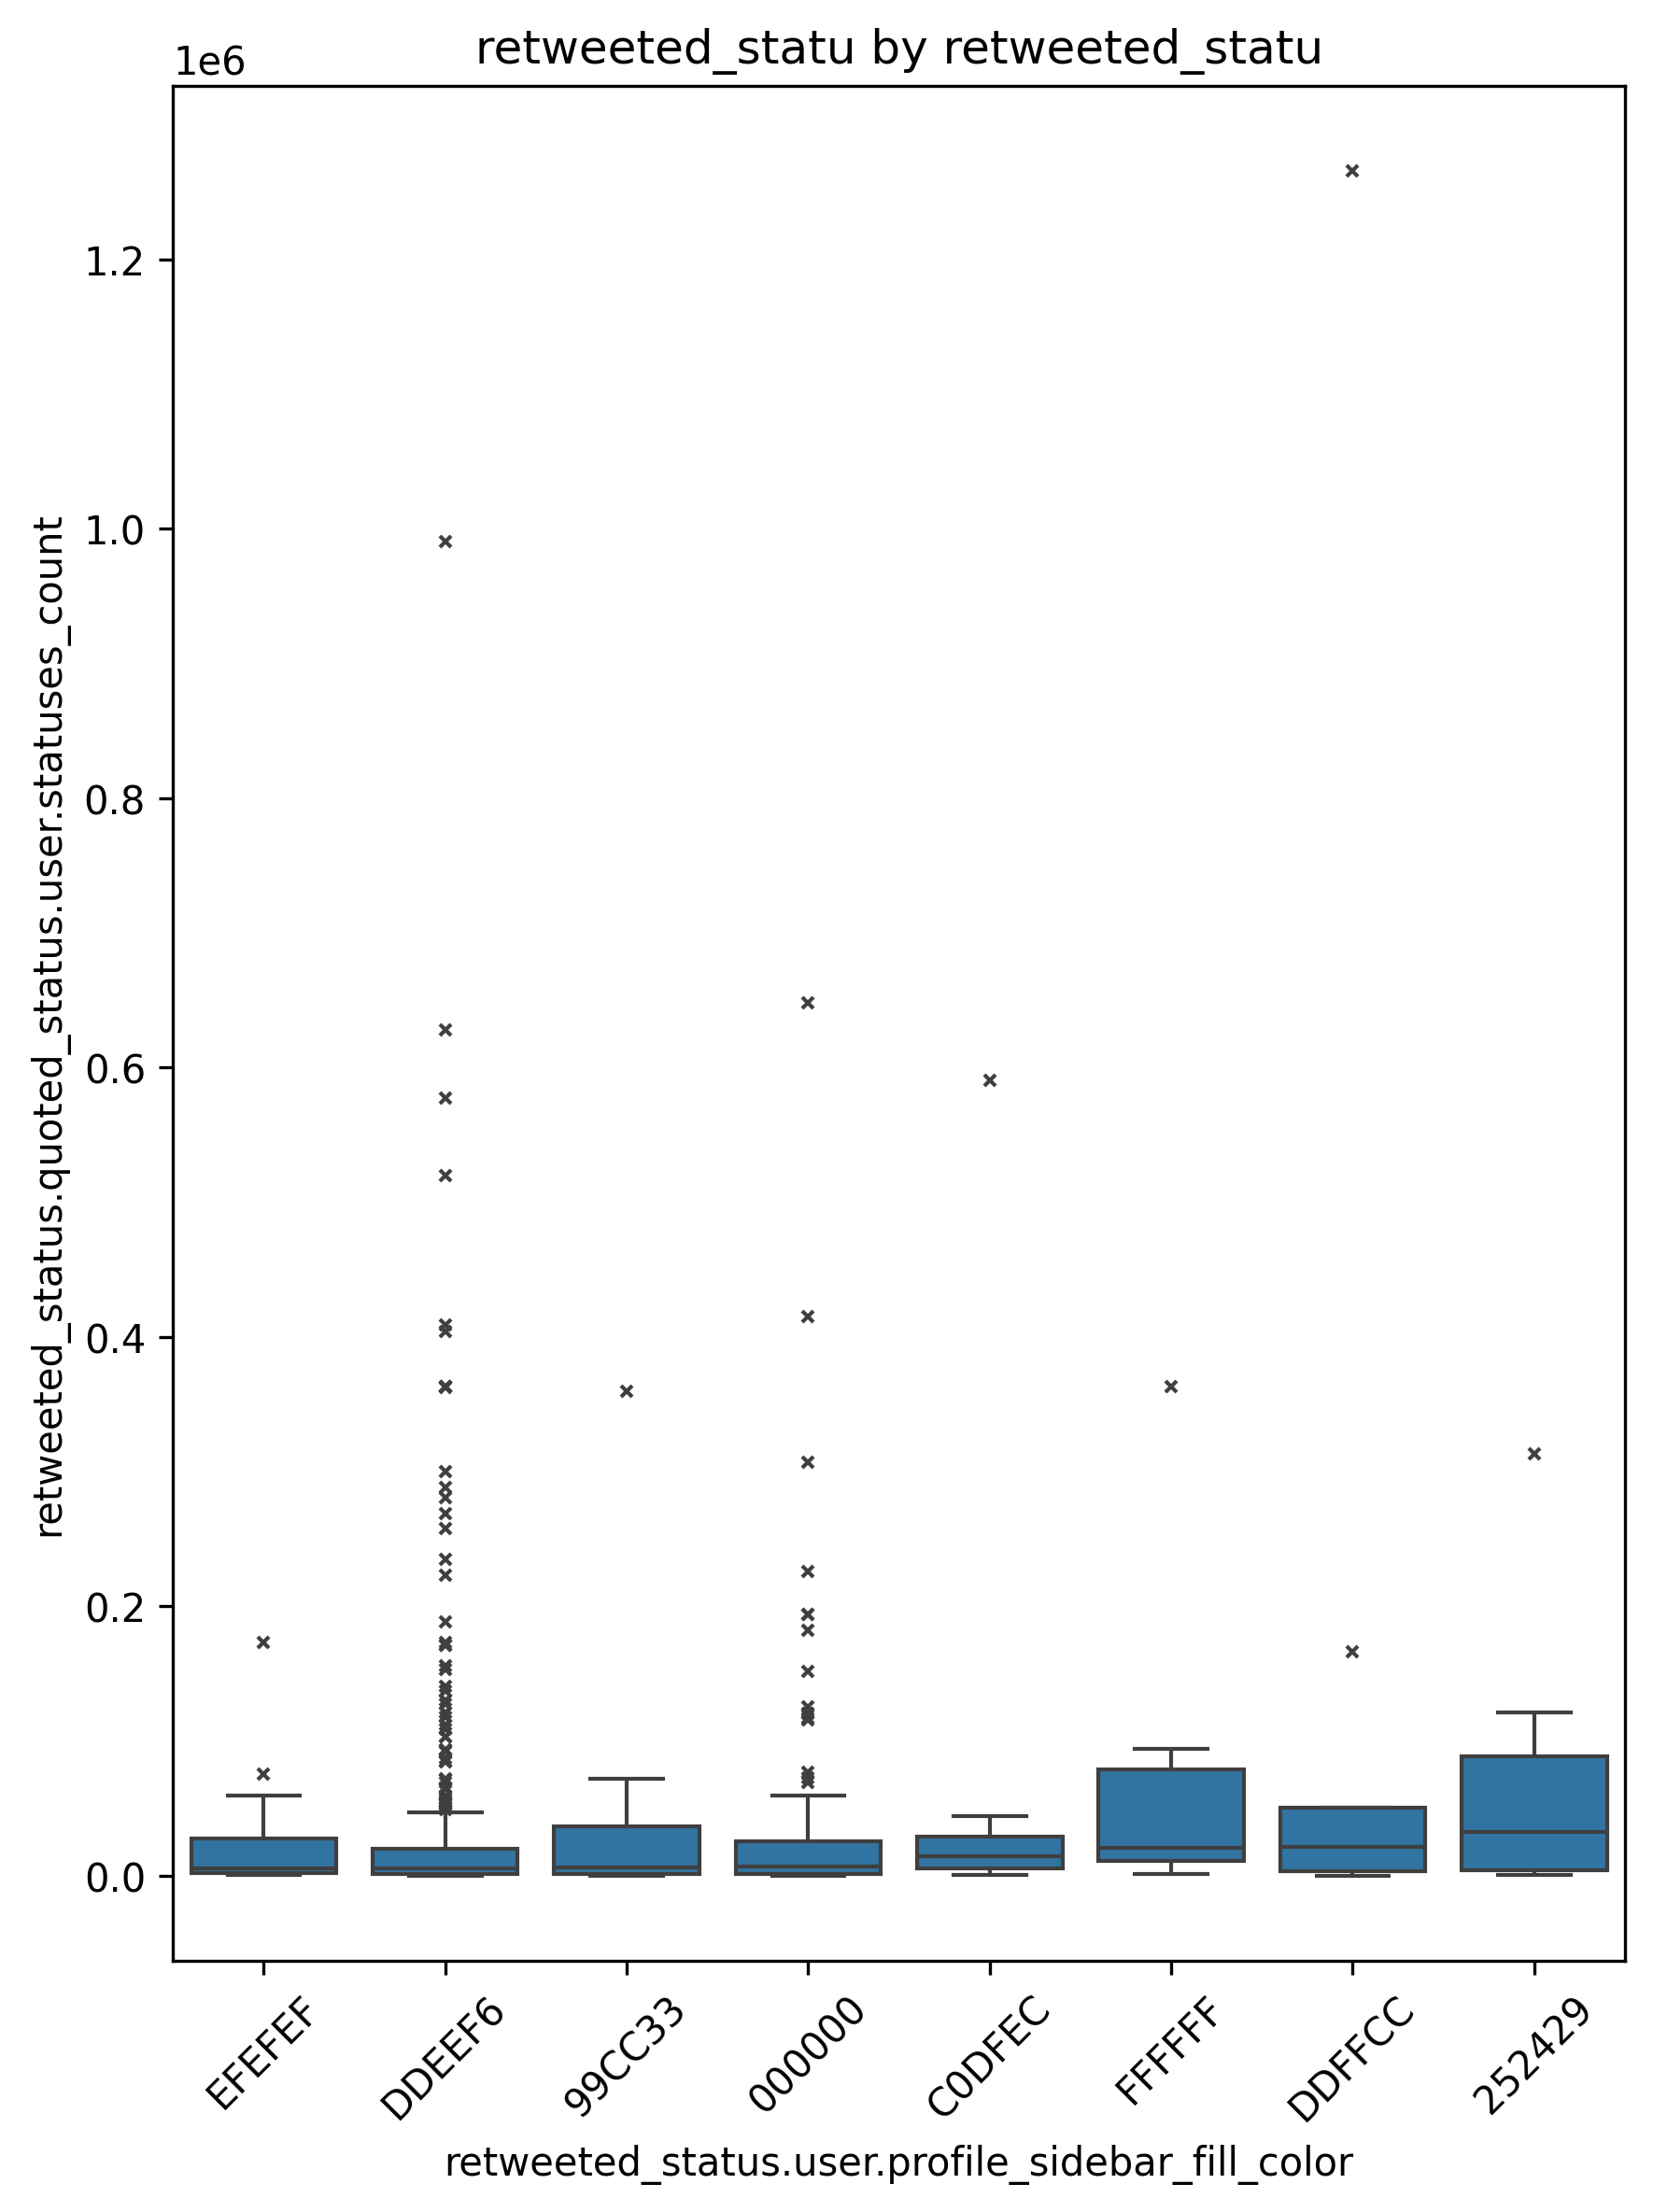 retweeted_statu by retweeted_statu
1e6
1.2
1.0
0.8
0.6
0.4
0.2
0.0
retweeted_status.quoted_status.user.statuses_count
EFEFEF
DDEEF6
99CC33
000000
C0DFEC
FFFFFF
DDFFCC
252429
retweeted_status.user.profile_sidebar_fill_color